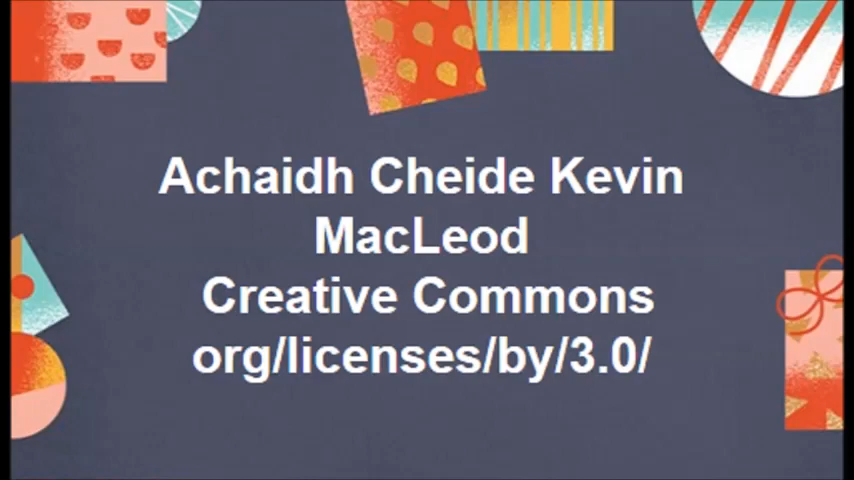 Achaidh Cheide Kevin
MacLeod
Creative Commons
org/licenses/by/3.0/